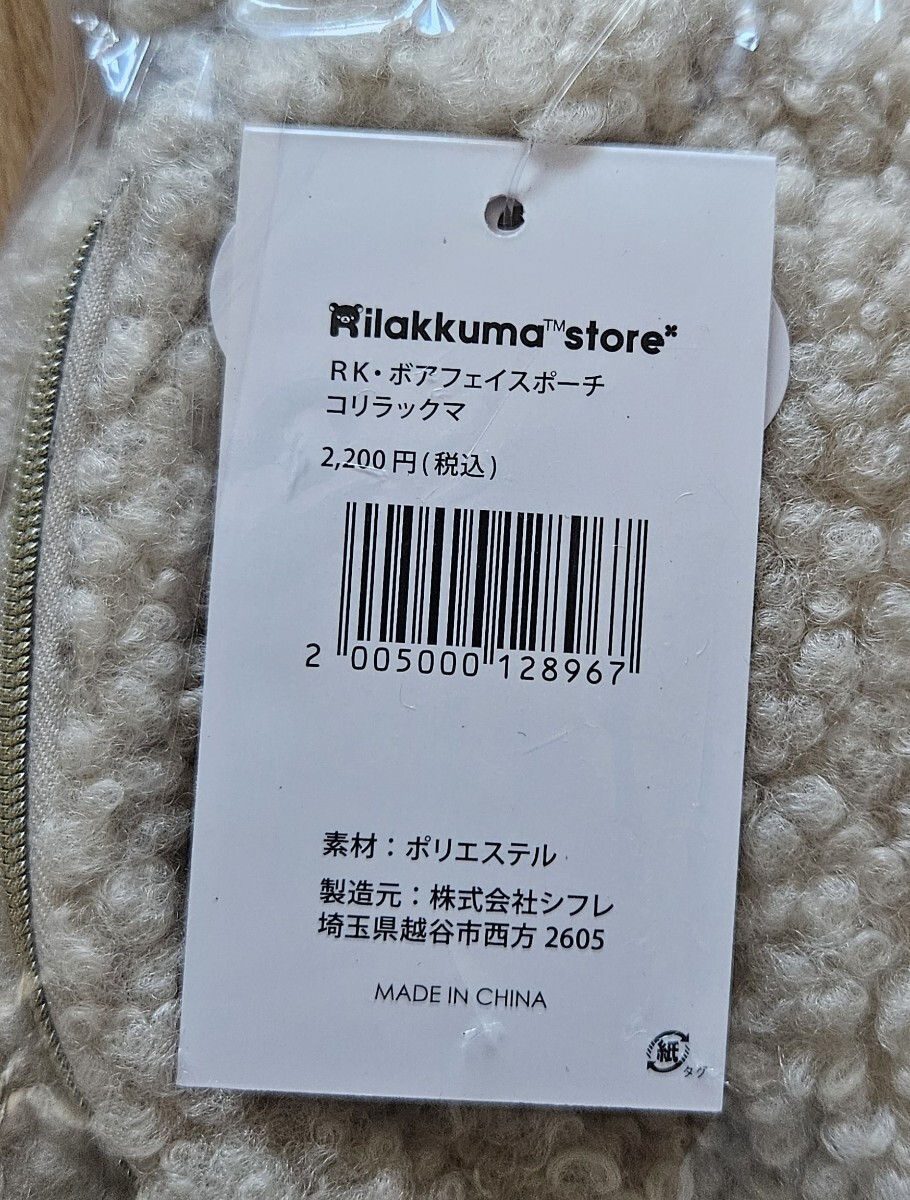 Rilakkuma™store
RK・ボアフェイスポーチ
コリラックマ
2,200円(税込)
2 005000 128967
素材：ポリエステル
製造元：株式会社シフレ
埼玉県越谷市西方 2605
MADE IN CHINA
紙
タグ